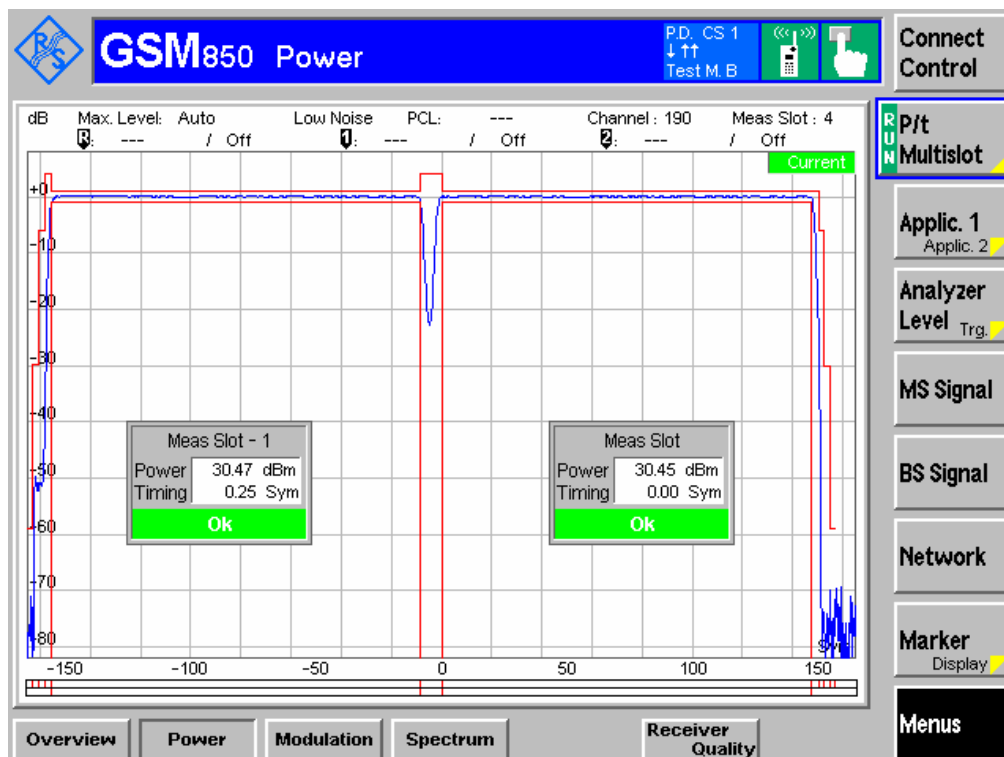 R S
GSM850 Power
P.D. CS 1
↓ ↑↑
Test M. B
Connect
Control
dB Max. Level: Auto Low Noise PCL: --- Channel : 190 Meas Slot : 4
R: --- / Off 1: --- / Off 2: --- / Off
Current
RUN
P/t
Multislot
Applic. 1
Applic. 2
Analyzer
Level Trg.
MS Signal
BS Signal
Network
Marker
Display
Menus
+0
-10
-20
-30
-40
-50
-60
-70
-80
Meas Slot - 1
Power 30.47 dBm
Timing 0.25 Sym
Ok
Meas Slot
Power 30.45 dBm
Timing 0.00 Sym
Ok
-150 -100 -50 0 50 100 150
Overview Power Modulation Spectrum Receiver
Quality